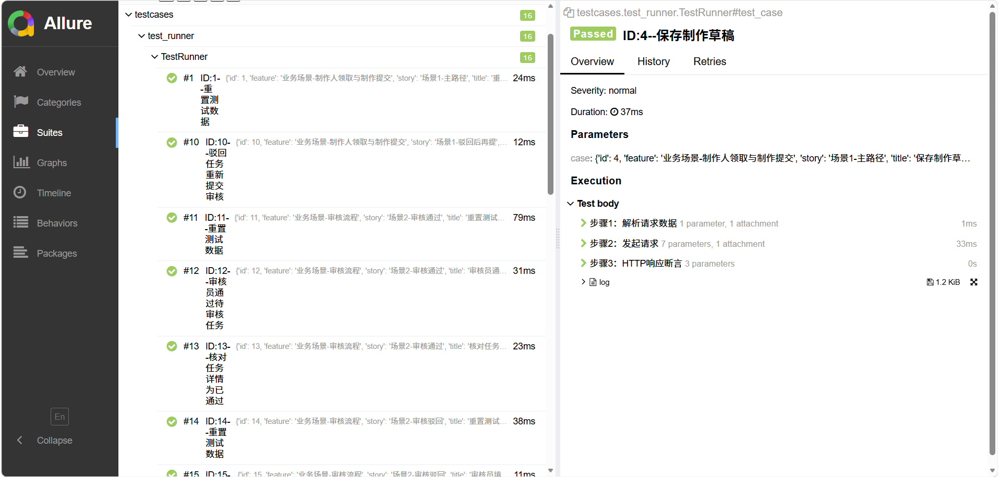 Allure
Overview
Categories
Suites
Graphs
Timeline
Behaviors
Packages
En
Collapse
testcases 16
test_runner 16
TestRunner 16
#1 ID:1- {'id': 1, 'feature': '业务场景-制作人领取与制作提交', 'story': '场景1-主路径', 'title': '重… 24ms
-重
置测
试数
据
#10 ID:10- {'id': 10, 'feature': '业务场景-制作人领取与制作提交', 'story': '场景1-驳回后再提',… 12ms
-驳回
任务
重新
提交
审核
#11 ID:11- {'id': 11, 'feature': '业务场景-审核流程', 'story': '场景2-审核通过', 'title': '重置测试… 79ms
-重置
测试
数据
#12 ID:12- {'id': 12, 'feature': '业务场景-审核流程', 'story': '场景2-审核通过', 'title': '审核员通… 31ms
-审核
员通
过待
审核
任务
#13 ID:13- {'id': 13, 'feature': '业务场景-审核流程', 'story': '场景2-审核通过', 'title': '核对任务… 23ms
-核对
任务
详情
为已
通过
#14 ID:14- {'id': 14, 'feature': '业务场景-审核流程', 'story': '场景2-审核驳回', 'title': '重置测试… 38ms
-重置
测试
数据
#15 ID:15- {'id': 15, 'feature': '业务场景-审核流程', 'story': '场景2-审核驳回', 'title': '审核员填… 11ms
testcases.test_runner.TestRunner#test_case
Passed ID:4--保存制作草稿
Overview History Retries
Severity: normal
Duration: 37ms
Parameters
case: {'id': 4, 'feature': '业务场景-制作人领取与制作提交', 'story': '场景1-主路径', 'title': '保存制作草…
Execution
Test body
步骤1：解析请求数据 1 parameter, 1 attachment 1ms
步骤2：发起请求 7 parameters, 1 attachment 33ms
步骤3：HTTP响应断言 3 parameters 0s
log 1.2 KiB